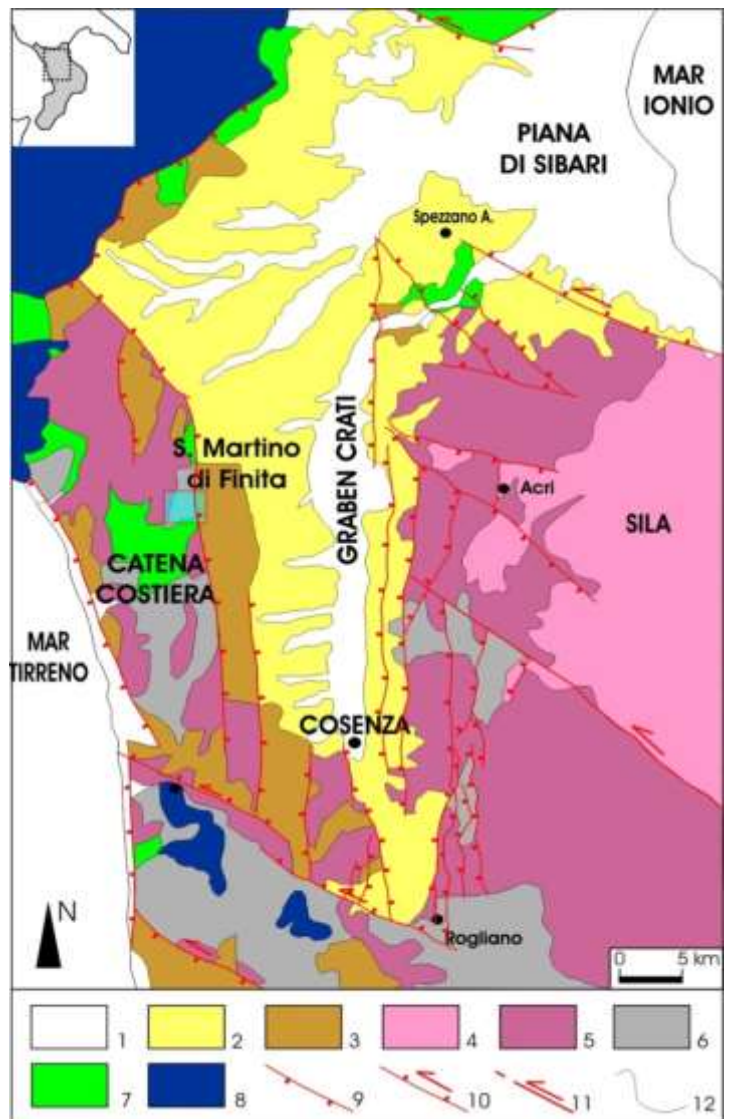 MAR
IONIO
PIANA
DI SIBARI
Spezzano A.
GRABEN CRATI
S. Martino
di Finita
Acri
SILA
CATENA
COSTIERA
MAR
TIRRENO
COSENZA
N
Rogliano
0 5 km
1 2 3 4 5 6
7 8 9 10 11 12